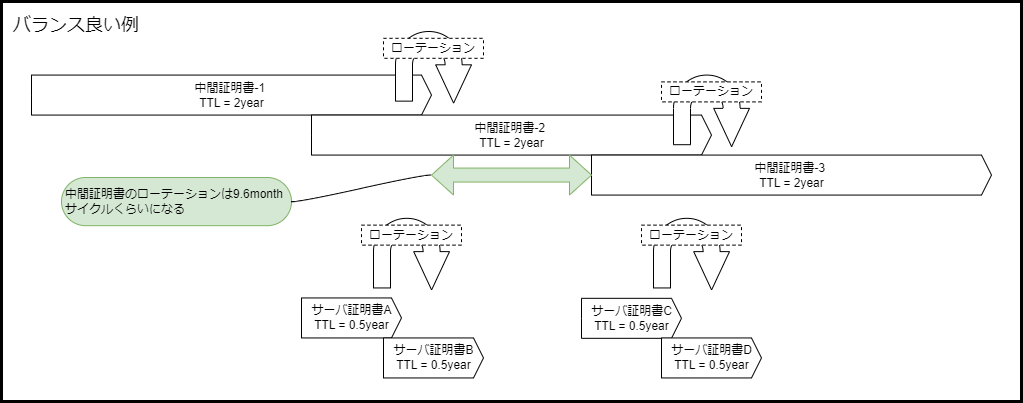 バランス良い例
ローテーション
中間証明書-1
TTL = 2year
ローテーション
中間証明書-2
TTL = 2year
中間証明書-3
TTL = 2year
中間証明書のローテーションは9.6month
サイクルくらいになる
ローテーション
ローテーション
サーバ証明書A
TTL = 0.5year
サーバ証明書C
TTL = 0.5year
サーバ証明書B
TTL = 0.5year
サーバ証明書D
TTL = 0.5year